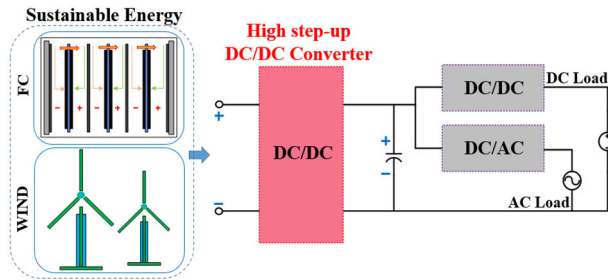 Sustainable Energy
FC
- + - + - +
WIND
High step-up
DC/DC Converter
+
DC/DC
-
+
-
DC/DC
DC Load
DC/AC
AC Load